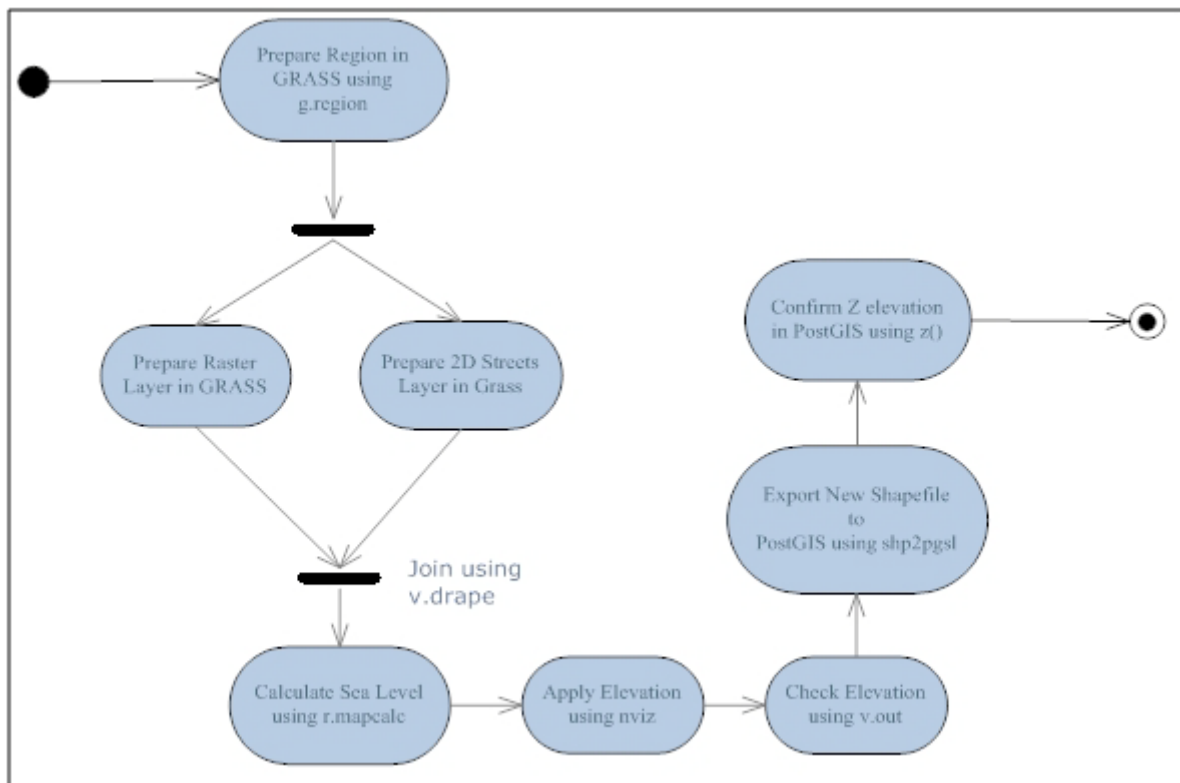 Prepare Region in
GRASS using
g.region
Prepare Raster
Layer in GRASS
Prepare 2D Streets
Layer in Grass
Join using
v.drape
Calculate Sea Level
using r.mapcalc
Apply Elevation
using nviz
Check Elevation
using v.out
Export New Shapefile
to
PostGIS using shp2pgsl
Confirm Z elevation
in PostGIS using z()